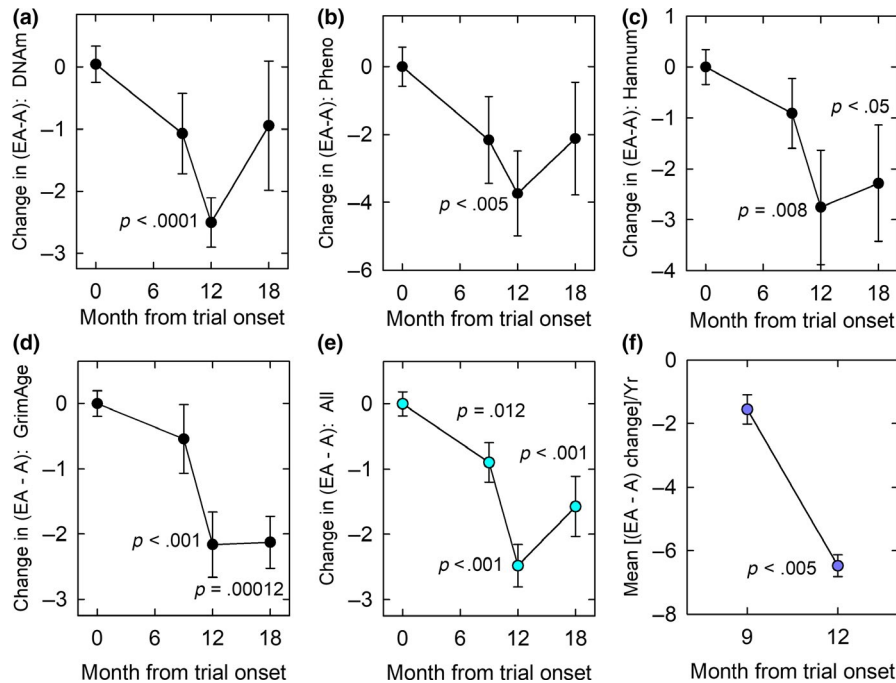 (a)
Change in (EA-A): DNAm
0
–1
–2
–3
p < .0001
0 6 12 18
Month from trial onset
(b)
Change in (EA-A): Pheno
0
–2
–4
–6
p < .005
0 6 12 18
Month from trial onset
(c)
Change in (EA-A): Hannum
1
0
–1
–2
–3
–4
p < .05
p = .008
0 6 12 18
Month from trial onset
(d)
Change in (EA - A): GrimAge
0
–1
–2
–3
p < .001
p = .00012
0 6 12 18
Month from trial onset
(e)
Change in (EA - A): All
0
–1
–2
–3
p = .012
p < .001
p < .001
0 6 12 18
Month from trial onset
(f)
Mean [(EA - A) change]/Yr
0
–2
–4
–6
–8
p < .005
9 12
Month from trial onset